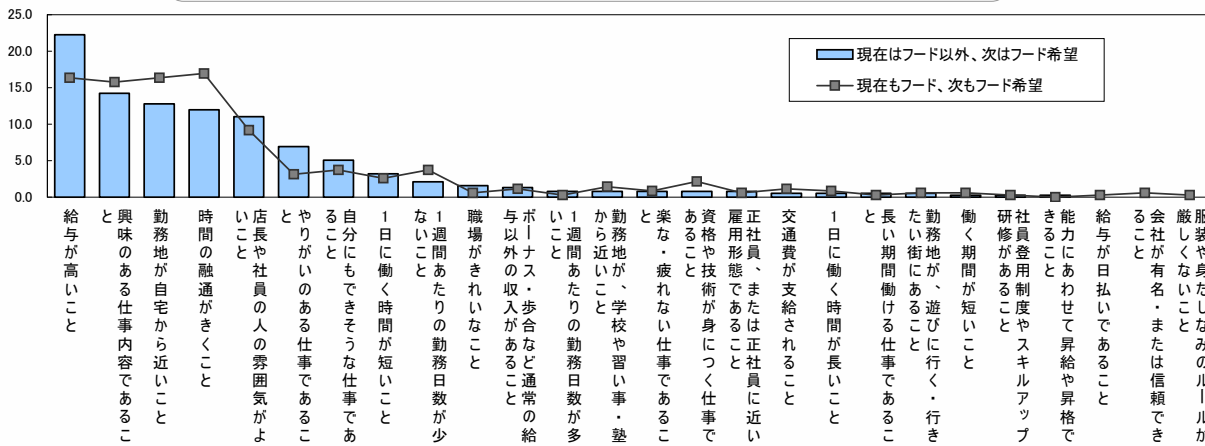 25.0
20.0
15.0
10.0
5.0
0.0
現在はフード以外、次はフード希望
現在もフード、次もフード希望
給与が高いこと
興味のある仕事内容であるこ
と
勤務地が自宅から近いこと
時間の融通がきくこと
店長や社員の人の雰囲気がよ
いこと
やりがいのある仕事であるこ
と
自分にもできそうな仕事であ
ること
1日に働く時間が短いこと
1週間あたりの勤務日数が少
ないこと
職場がきれいなこと
ボーナス・歩合など通常の給
与以外の収入があること
1週間あたりの勤務日数が多
いこと
勤務地が、学校や習い事・塾
から近いこと
楽な・疲れない仕事であるこ
と
資格や技術が身につく仕事で
あること
正社員、または正社員に近い
雇用形態であること
交通費が支給されること
1日に働く時間が長いこと
長い期間働ける仕事であるこ
と
勤務地が、遊びに行く・行き
たい街にあること
働く期間が短いこと
社員登用制度やスキルアップ
研修があること
能力にあわせて昇給や昇格で
きること
給与が日払いであること
会社が有名・または信頼でき
ること
服装や身だしなみのルールが
厳しくないこと